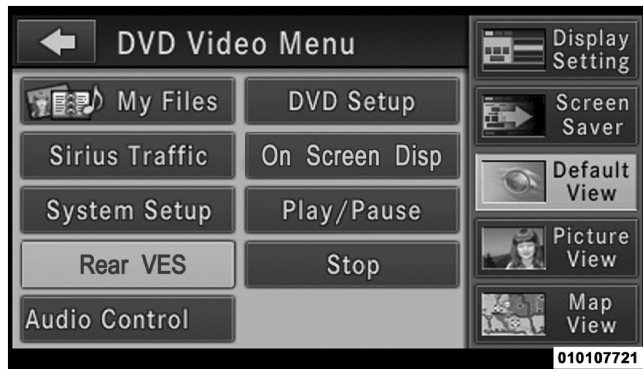 DVD Video Menu
My Files
DVD Setup
Sirius Traffic
On Screen Disp
System Setup
Play/Pause
Rear VES
Stop
Audio Control
Display
Setting
Screen
Saver
Default
View
Picture
View
Map
View
010107721